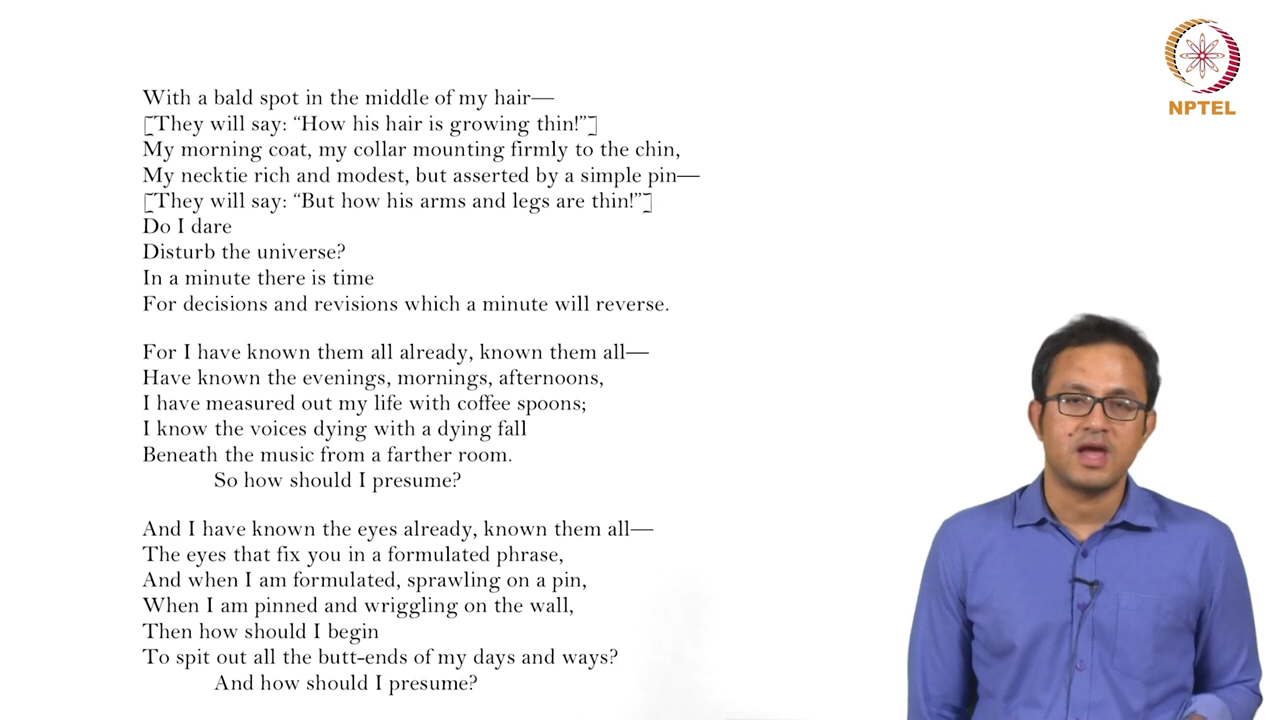 With a bald spot in the middle of my hair—
[They will say: “How his hair is growing thin!”]
My morning coat, my collar mounting firmly to the chin,
My necktie rich and modest, but asserted by a simple pin—
[They will say: “But how his arms and legs are thin!”]
Do I dare
Disturb the universe?
In a minute there is time
For decisions and revisions which a minute will reverse.
For I have known them all already, known them all—
Have known the evenings, mornings, afternoons,
I have measured out my life with coffee spoons;
I know the voices dying with a dying fall
Beneath the music from a farther room.
So how should I presume?
And I have known the eyes already, known them all—
The eyes that fix you in a formulated phrase,
And when I am formulated, sprawling on a pin,
When I am pinned and wriggling on the wall,
Then how should I begin
To spit out all the butt-ends of my days and ways?
And how should I presume?
NPTEL